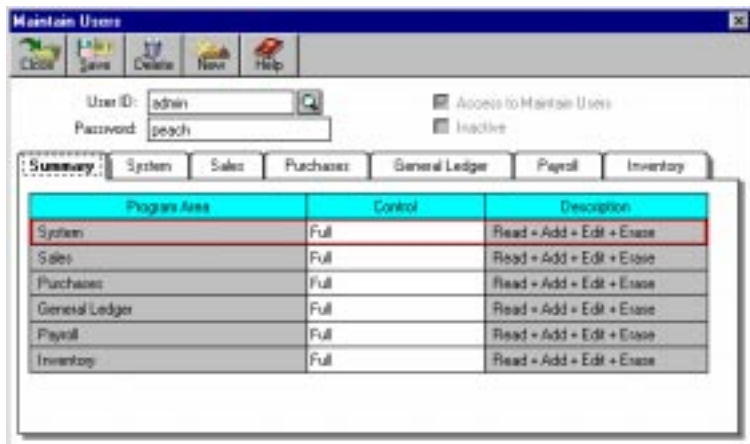 Maintain Users
Close Save Delete New Help
User ID: admin
Access to Maintain Users
Password: peach
Inactive
Summary System Sales Purchases General Ledger Payroll Inventory
Program Area Control Description
System Full Read + Add + Edit + Erase
Sales Full Read + Add + Edit + Erase
Purchases Full Read + Add + Edit + Erase
General Ledger Full Read + Add + Edit + Erase
Payroll Full Read + Add + Edit + Erase
Inventory Full Read + Add + Edit + Erase